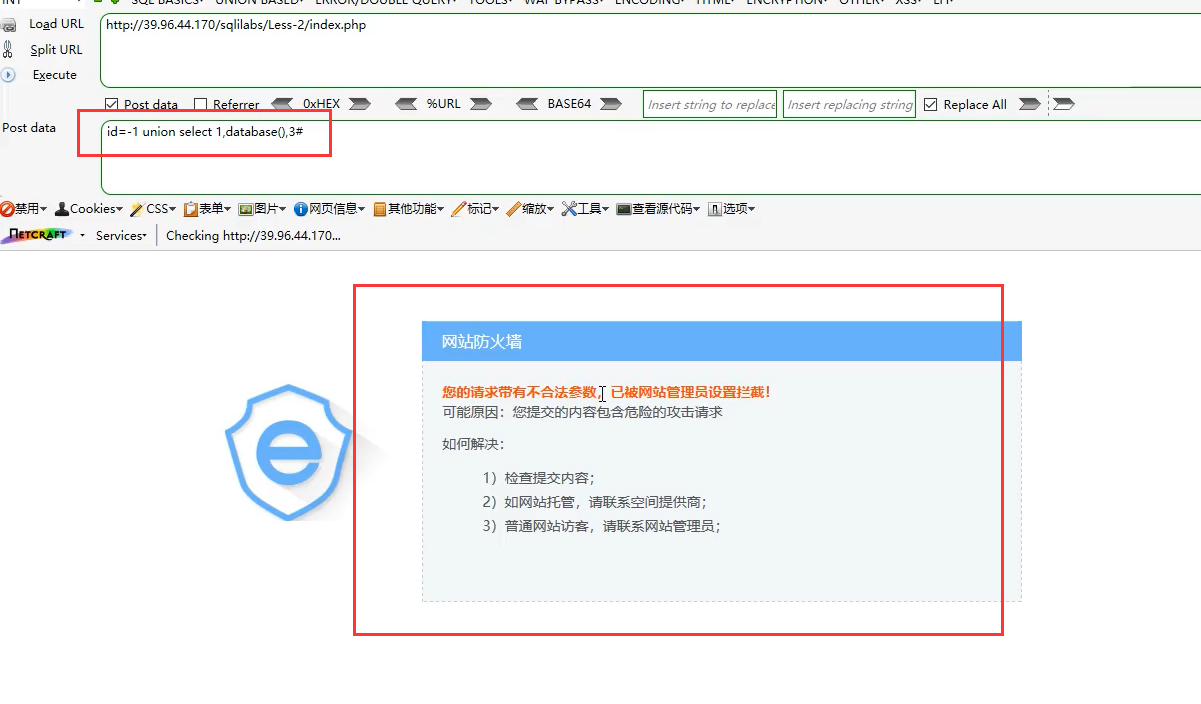 SQL BASICS UNION BASED ERROR/DOUBLE QUERY TOOLS WAF BYPASS ENCODING HTML ENCRYPTION OTHER XSS LFI
Load URL
http://39.96.44.170/sqlilabs/Less-2/index.php
Split URL
Execute
Post data Referrer 0xHEX %URL BASE64 Insert string to replace Insert replacing string Replace All
Post data
id=-1 union select 1,database(),3#
禁用 Cookies CSS 表单 图片 网页信息 其他功能 标记 缩放 工具 查看源代码 选项
NETCRAFT Services Checking http://39.96.44.170...
网站防火墙
您的请求带有不合法参数，已被网站管理员设置拦截！
可能原因：您提交的内容包含危险的攻击请求
如何解决：
1）检查提交内容；
2）如网站托管，请联系空间提供商；
3）普通网站访客，请联系网站管理员；